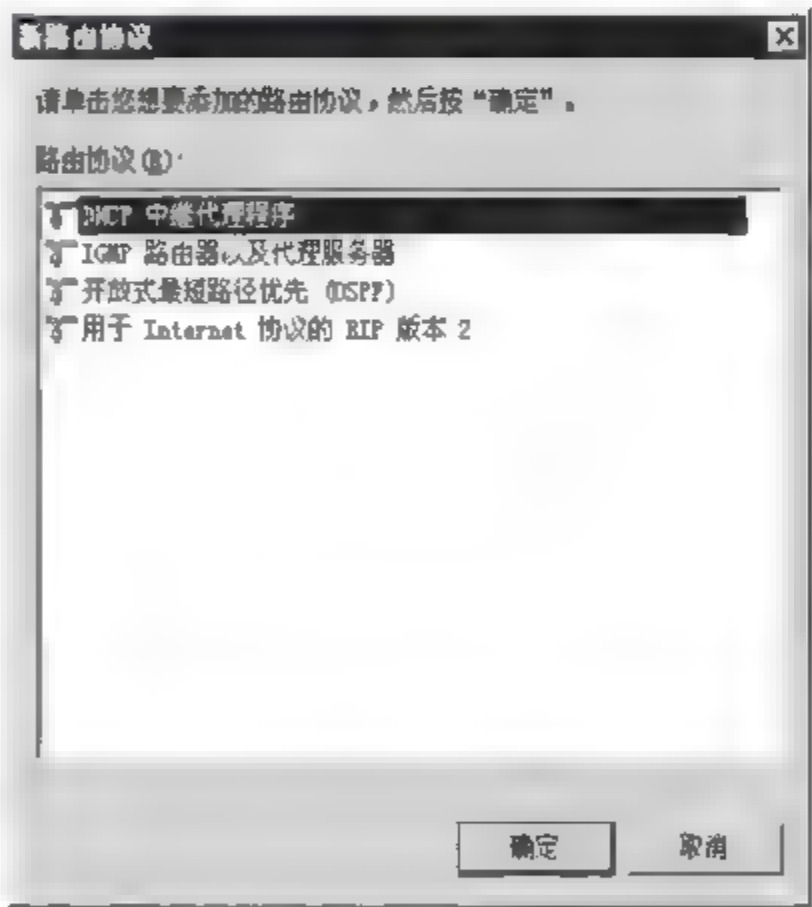 新路由协议
请单击您想要添加的路由协议，然后按“确定”。
路由协议(R):
DHCP 中继代理程序
IGMP 路由器以及代理服务器
开放式最短路径优先 (OSPF)
用于 Internet 协议的 RIP 版本 2
确定
取消